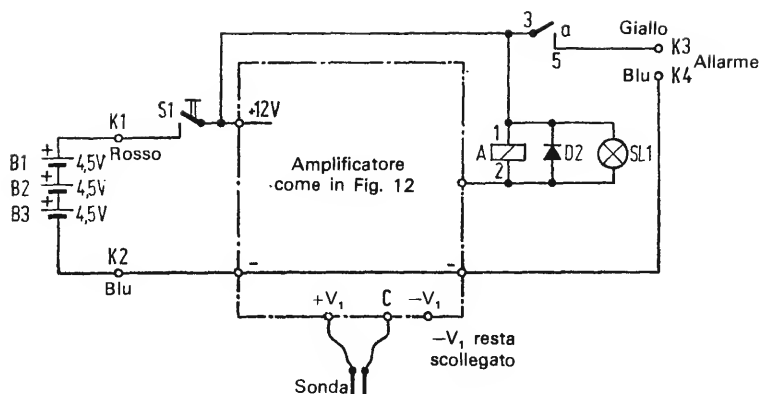 3
a
Giallo
K3
5
Blu
K4
Allarme
S1
+12V
K1
Rosso
B1
+
4,5V
B2
+
4,5V
B3
+
4,5V
Amplificatore
come in Fig. 12
1
A
2
D2
SL1
K2
Blu
-
-
+V₁
C
−V₁
−V₁ resta
scollegato
Sonda